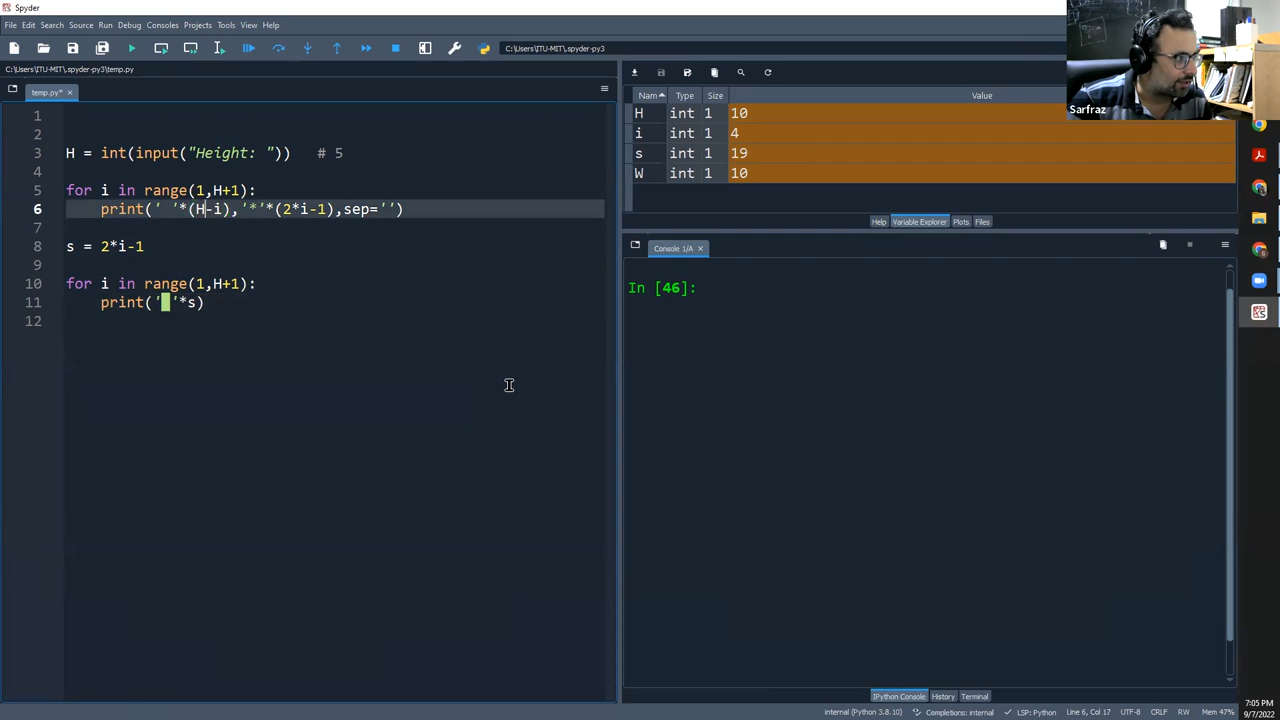 Spyder
File Edit Search Source Run Debug Consoles Projects Tools View Help
C:\Users\ITU-MIT\.spyder-py3
C:\Users\ITU-MIT\.spyder-py3\temp.py
temp.py*
1
2
3 H = int(input("Height: ")) # 5
4
5 for i in range(1,H+1):
6 print(' '*(H-i),'*'*(2*i-1),sep='')
7
8 s = 2*i-1
9
10 for i in range(1,H+1):
11 print('█'*s)
12
Nam Type Size Value
H int 1 10
i int 1 4
s int 1 19
W int 1 10
Help Variable Explorer Plots Files
Console 1/A
In [46]:
IPython Console History Terminal
Sarfraz
internal (Python 3.8.10) Completions: internal LSP: Python Line 6, Col 17 UTF-8 CRLF RW Mem 47%
7:05 PM
9/7/2022